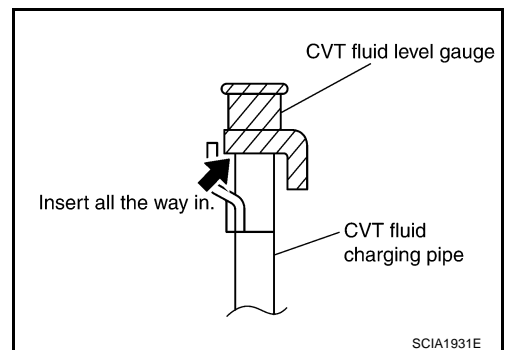 CVT fluid level gauge
Insert all the way in.
CVT fluid
charging pipe
SCIA1931E